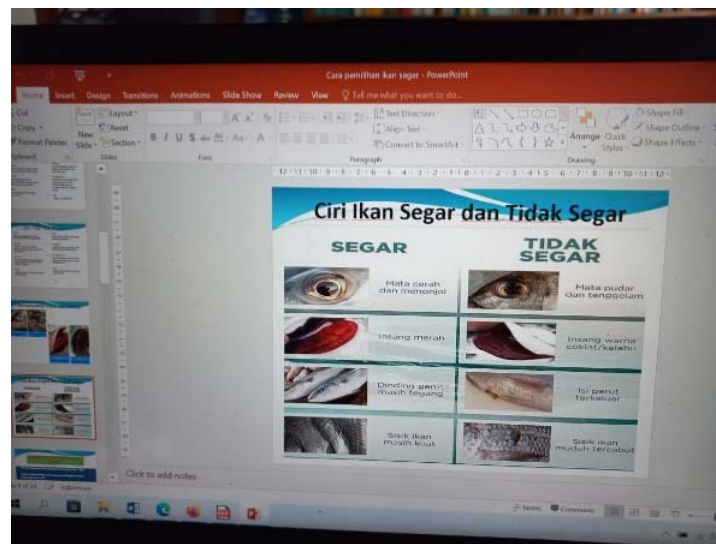 Cara pemilihan ikan segar - PowerPoint
Home Insert Design Transitions Animations Slide Show Review View Tell me what you want to do...
Cut
Copy
Format Painter
New Slide
Layout
Reset
Section
Text Direction
Align Text
Convert to SmartArt
Arrange
Quick Styles
Shape Fill
Shape Outline
Shape Effects
Slides
Font
Paragraph
Drawing
Ciri Ikan Segar dan Tidak Segar
SEGAR
TIDAK
SEGAR
Mata cerah
dan menonjol
Mata pudar
dan tenggelam
Insang merah
Insang warna
coklat/kelabu
Dinding perut
masih tegang
Isi perut
terkeluar
Sisik ikan
masih kuat
Sisik ikan
mudah tercabut
Click to add notes
Notes
Comments